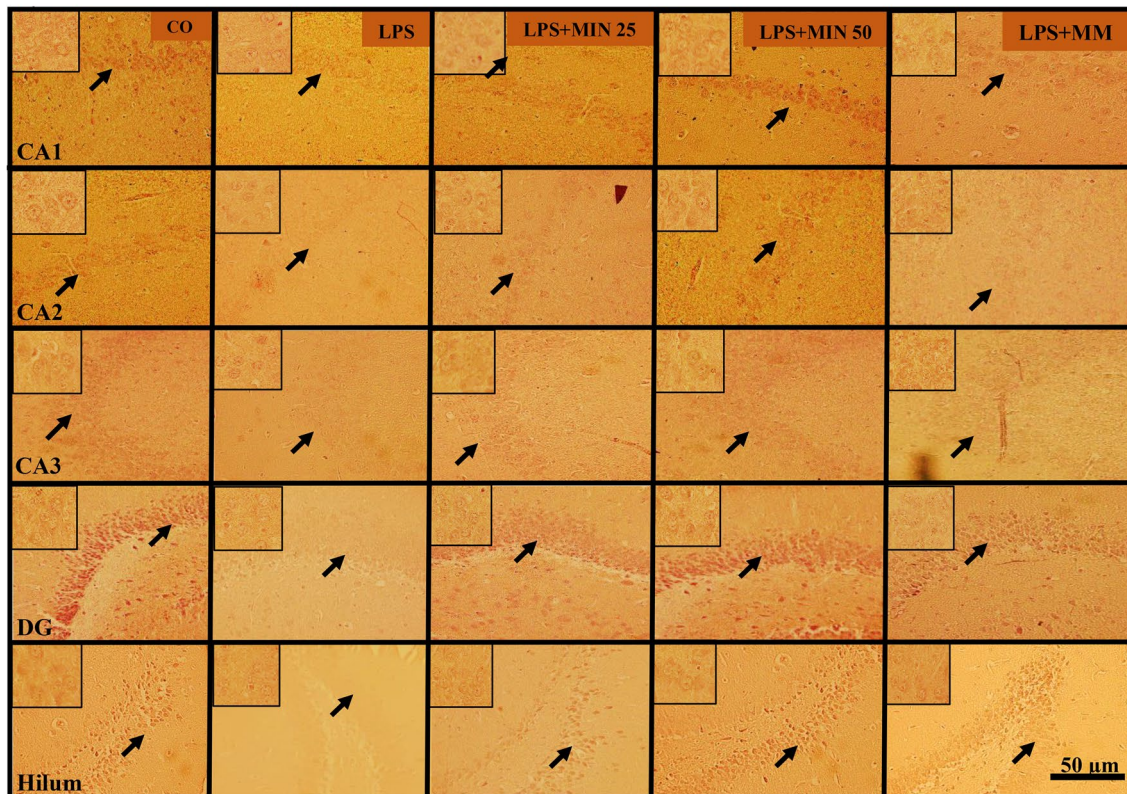 CO
LPS
LPS+MIN 25
LPS+MIN 50
LPS+MM
CA1
CA2
CA3
DG
Hilum
50 µm